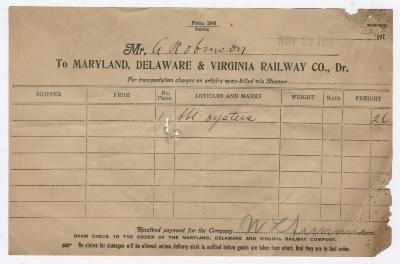 Form 19-S
NOV 23 1910
191
Mr. A Robinson
To MARYLAND, DELAWARE & VIRGINIA RAILWAY CO., Dr.
For transportation charges on articles way-billed via Steamer
SHIPPER FROM No. Pkgs. ARTICLES AND MARKS WEIGHT RATE FREIGHT
1 bbl oysters 26
Received payment for the Company, W L Agent.
DRAW CHECK TO THE ORDER OF THE MARYLAND, DELAWARE AND VIRGINIA RAILWAY COMPANY.
No claims for damages will be allowed unless delivery clerk is notified before goods are taken from wharf, that they are in bad order.